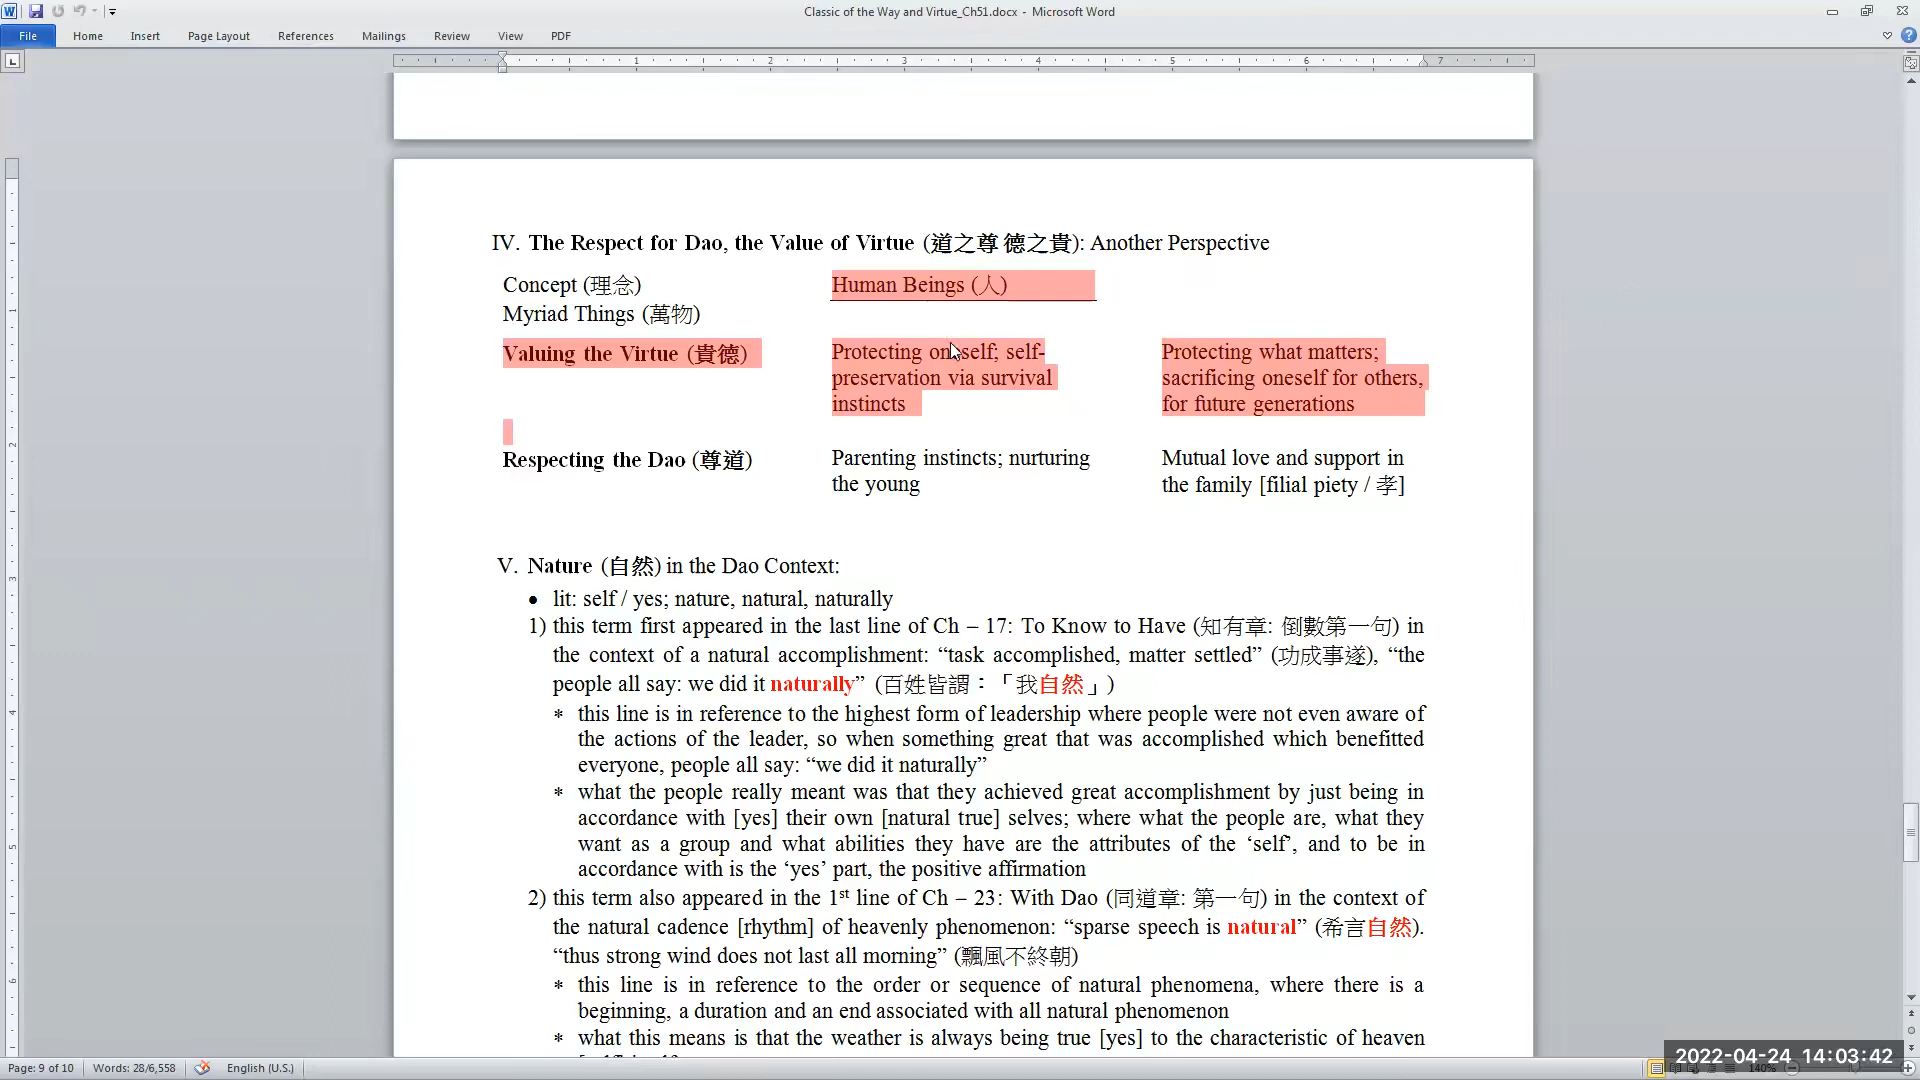 Classic of the Way and Virtue_Ch51.docx - Microsoft Word
File Home Insert Page Layout References Mailings Review View PDF
1 2 3 4 5 6 7
IV. The Respect for Dao, the Value of Virtue (道之尊 德之貴): Another Perspective
Concept (理念) Human Beings (人)
Myriad Things (萬物)
Valuing the Virtue (貴德) Protecting oneself; self- Protecting what matters;
preservation via survival sacrificing oneself for others,
instincts for future generations
Respecting the Dao (尊道) Parenting instincts; nurturing Mutual love and support in
the young the family [filial piety / 孝]
V. Nature (自然) in the Dao Context:
• lit: self / yes; nature, natural, naturally
1) this term first appeared in the last line of Ch – 17: To Know to Have (知有章: 倒數第一句) in
the context of a natural accomplishment: “task accomplished, matter settled” (功成事遂), “the
people all say: we did it naturally” (百姓皆謂：「我自然」)
* this line is in reference to the highest form of leadership where people were not even aware of
the actions of the leader, so when something great that was accomplished which benefitted
everyone, people all say: “we did it naturally”
* what the people really meant was that they achieved great accomplishment by just being in
accordance with [yes] their own [natural true] selves; where what the people are, what they
want as a group and what abilities they have are the attributes of the ‘self’, and to be in
accordance with is the ‘yes’ part, the positive affirmation
2) this term also appeared in the 1st line of Ch – 23: With Dao (同道章: 第一句) in the context of
the natural cadence [rhythm] of heavenly phenomenon: “sparse speech is natural” (希言自然).
“thus strong wind does not last all morning” (飄風不終朝)
* this line is in reference to the order or sequence of natural phenomena, where there is a
beginning, a duration and an end associated with all natural phenomenon
* what this means is that the weather is always being true [yes] to the characteristic of heaven
Page: 9 of 10 Words: 28/6,558 English (U.S.) 140%
2022-04-24 14:03:42